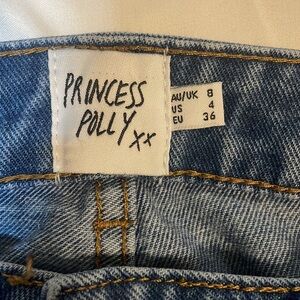 PRINCESS
POLLY xx
AU/UK 8
US 4
EU 36